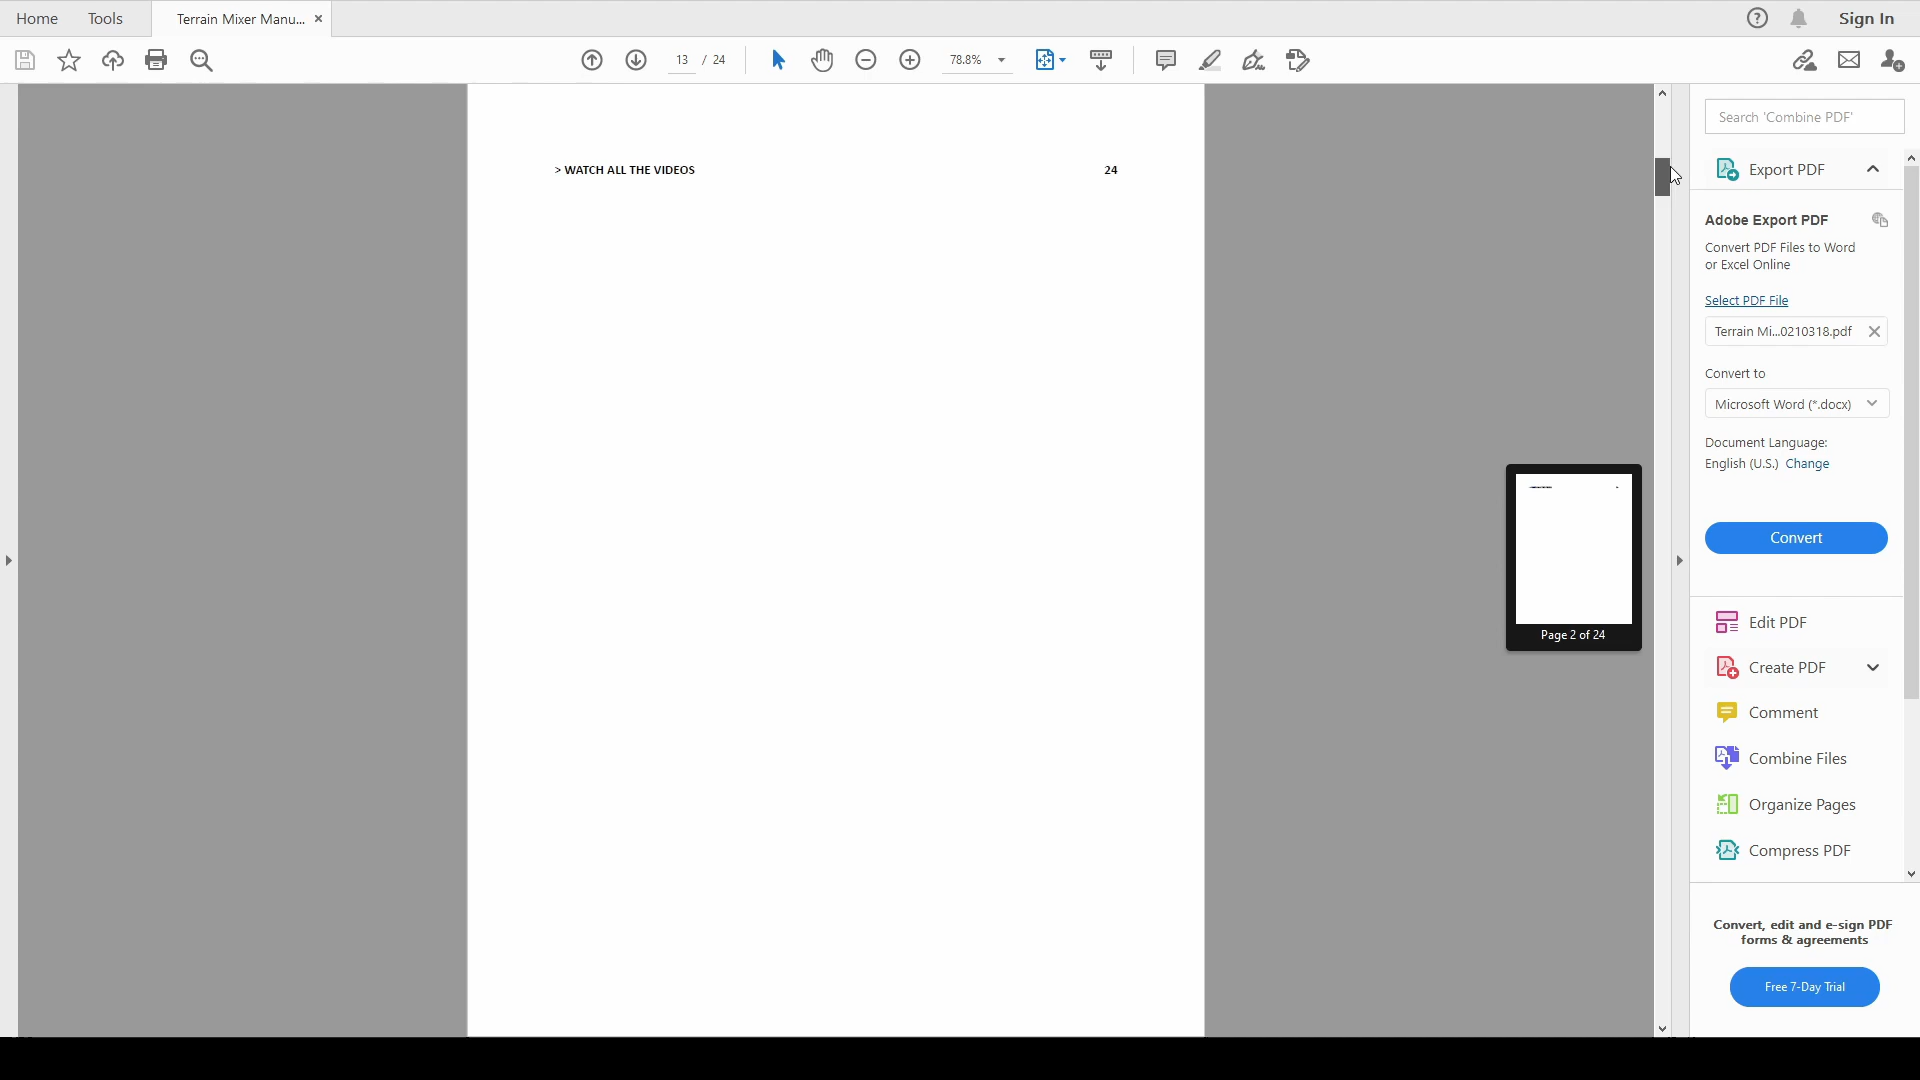 Home
Tools
Terrain Mixer Manu...
Sign In
13 / 24
78.8%
> WATCH ALL THE VIDEOS 24
Page 2 of 24
Search 'Combine PDF'
Export PDF
Adobe Export PDF
Convert PDF Files to Word
or Excel Online
Select PDF File
Terrain Mi...0210318.pdf
Convert to
Microsoft Word (*.docx)
Document Language:
English (U.S.) Change
Convert
Edit PDF
Create PDF
Comment
Combine Files
Organize Pages
Compress PDF
Convert, edit and e-sign PDF
forms & agreements
Free 7-Day Trial